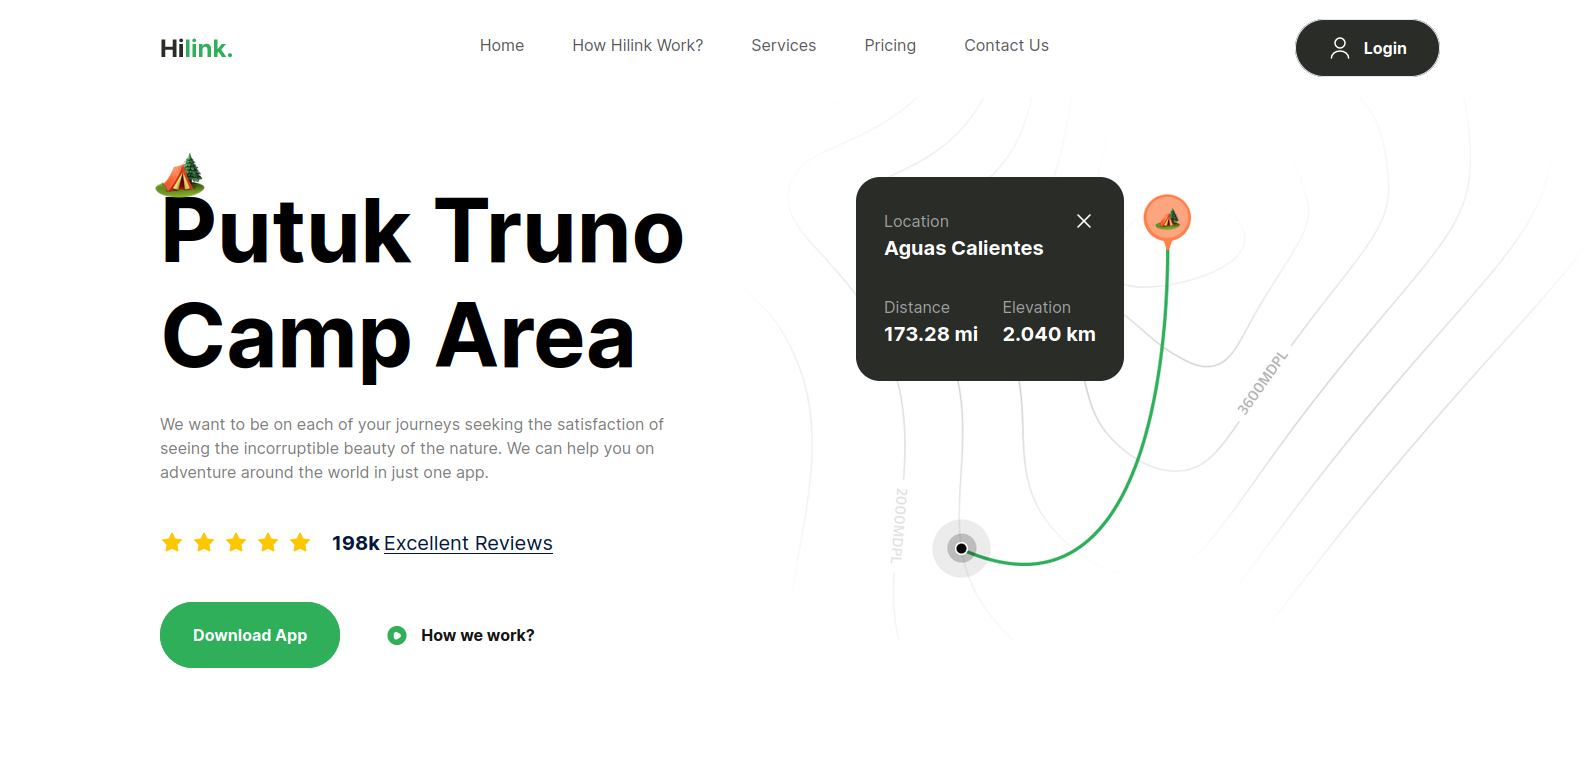 Hilink.
Home How Hilink Work? Services Pricing Contact Us
Login
Putuk Truno
Camp Area
We want to be on each of your journeys seeking the satisfaction of
seeing the incorruptible beauty of the nature. We can help you on
adventure around the world in just one app.
198k Excellent Reviews
Download App
How we work?
Location
Aguas Calientes
Distance Elevation
173.28 mi 2.040 km
3600MDPL
2000MDPL